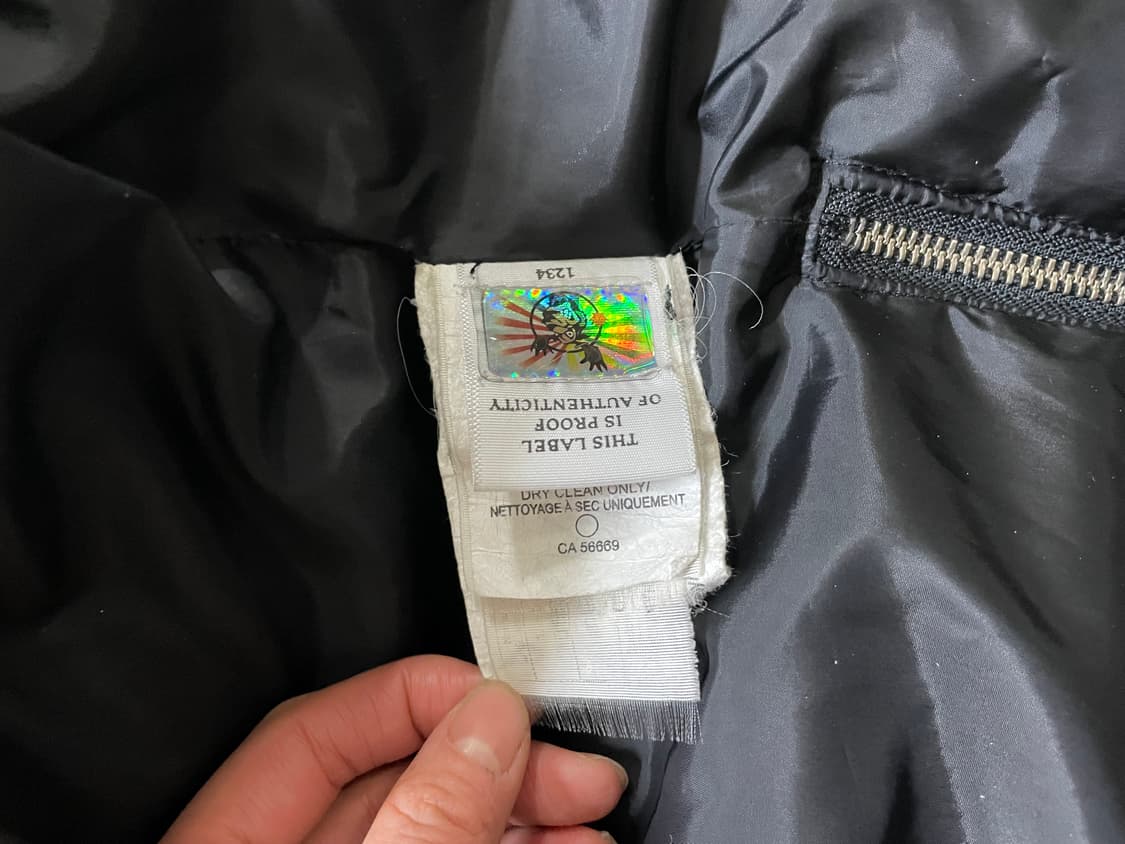 THIS LABEL
IS PROOF
OF AUTHENTICITY
1234
DRY CLEAN ONLY/
NETTOYAGE À SEC UNIQUEMENT
CA 56669